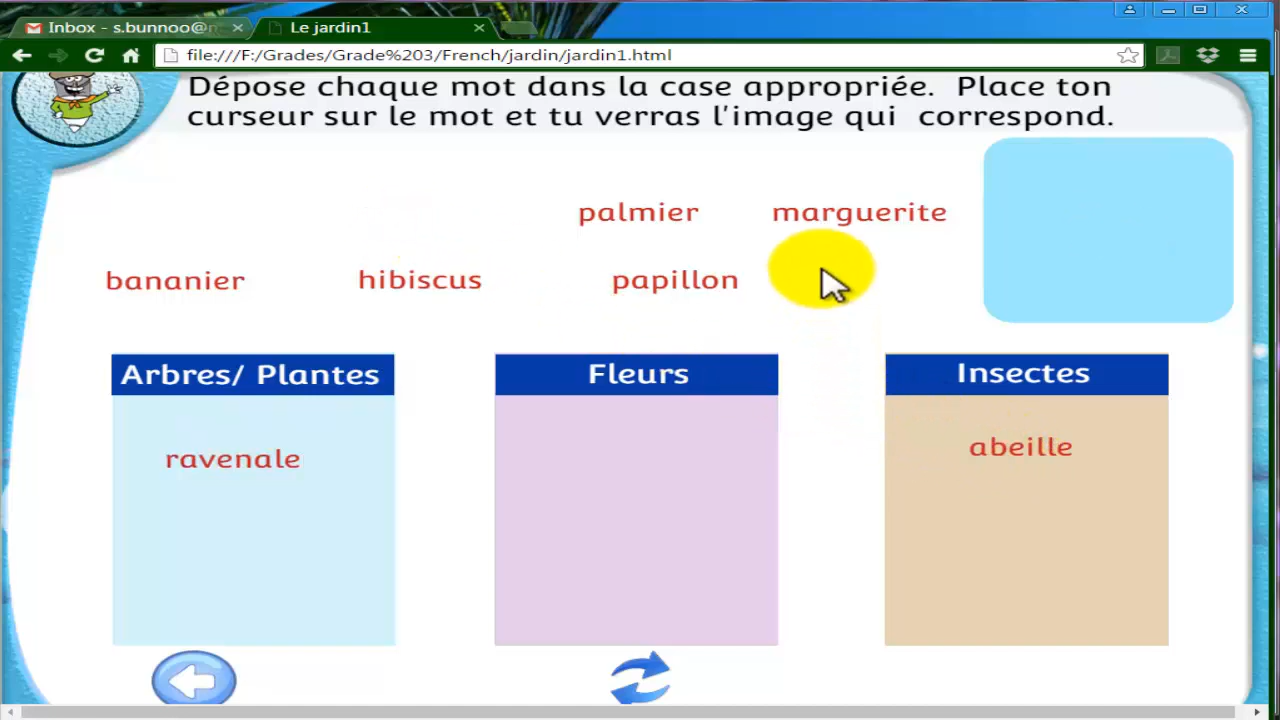 Inbox - s.bunnoo@
Le jardin1
file:///F:/Grades/Grade%203/French/jardin/jardin1.html
Dépose chaque mot dans la case appropriée. Place ton
curseur sur le mot et tu verras l'image qui correspond.
palmier marguerite
bananier hibiscus papillon
Arbres/ Plantes Fleurs Insectes
ravenale abeille